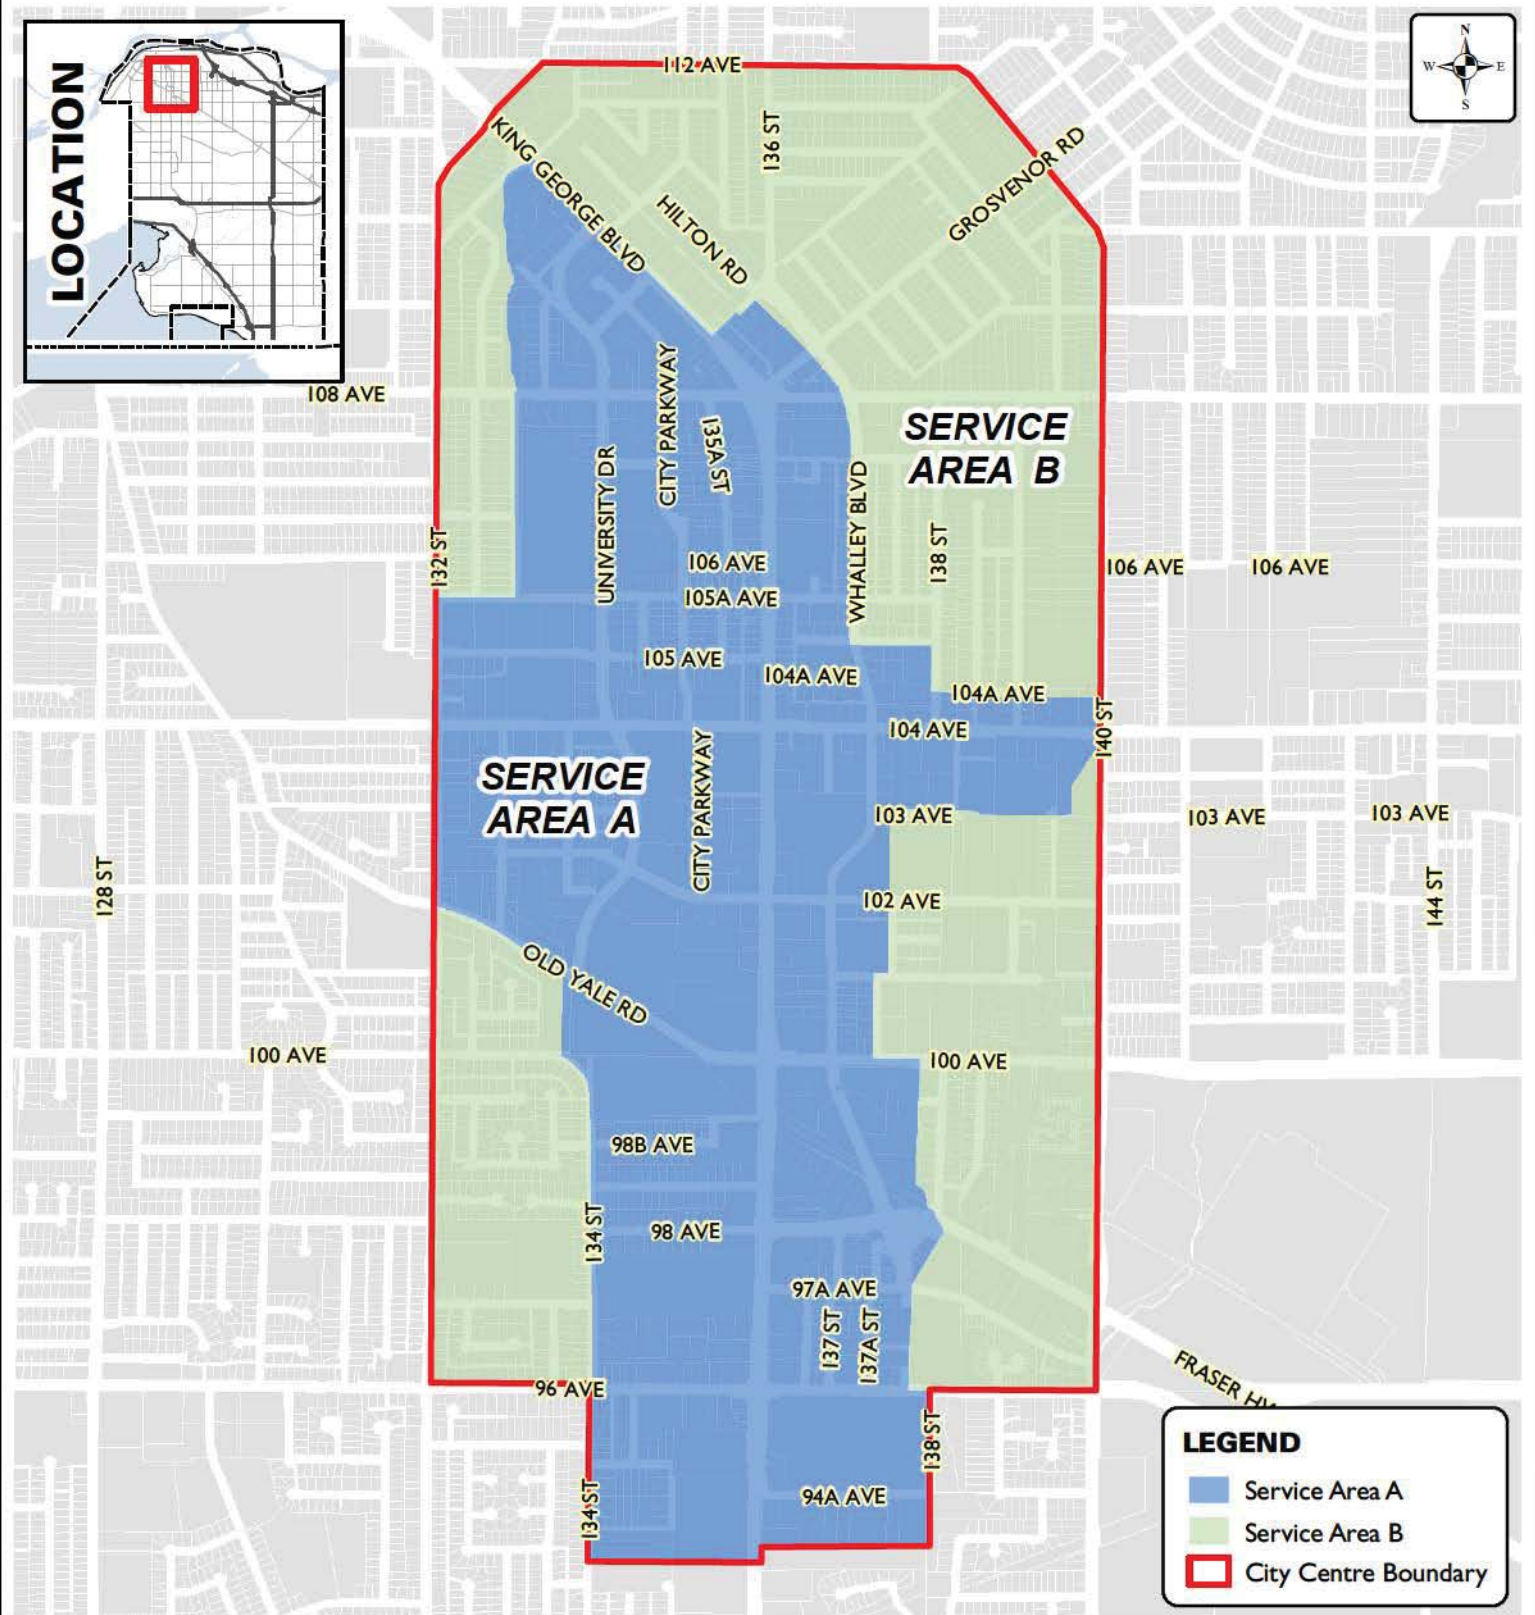 LOCATION
N
W
E
S
112 AVE
KING GEORGE BLVD
136 ST
HILTON RD
GROSVENOR RD
108 AVE
CITY PARKWAY
135A ST
SERVICE
AREA B
UNIVERSITY DR
WHALLEY BLVD
132 ST
138 ST
106 AVE
106 AVE
106 AVE
105A AVE
105 AVE
104A AVE
104A AVE
104 AVE
140 ST
SERVICE
AREA A
CITY PARKWAY
103 AVE
103 AVE
103 AVE
128 ST
102 AVE
144 ST
OLD YALE RD
100 AVE
100 AVE
98B AVE
134 ST
98 AVE
97A AVE
137 ST
137A ST
96 AVE
FRASER HW
138 ST
134 ST
94A AVE
LEGEND
Service Area A
Service Area B
City Centre Boundary